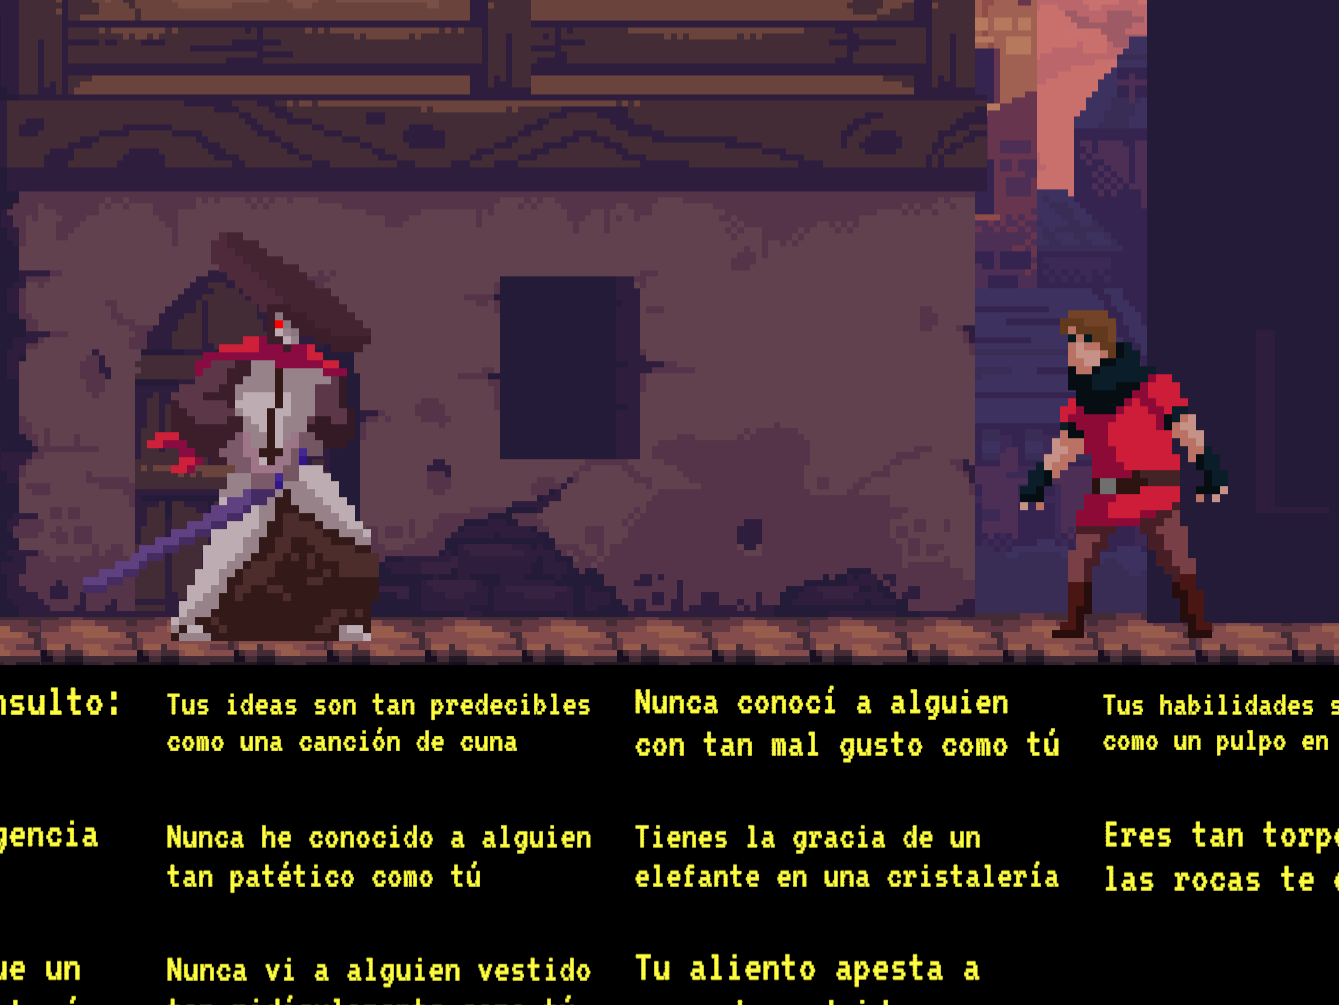 nsulto:
Tus ideas son tan predecibles
como una canción de cuna
Nunca conocí a alguien
con tan mal gusto como tú
Tus habilidades
como un pulpo en
gencia
Nunca he conocido a alguien
tan patético como tú
Tienes la gracia de un
elefante en una cristalería
Eres tan
las rocas te
ue un
Nunca vi a alguien vestido
Tu aliento apesta a